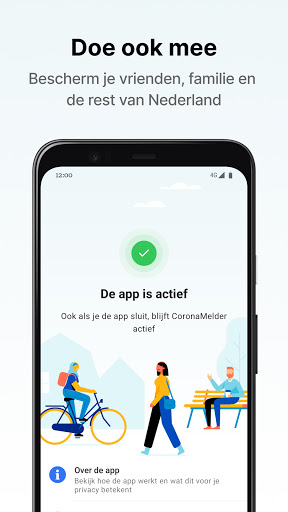 Doe ook mee
Bescherm je vrienden, familie en
de rest van Nederland
12:00
4G
De app is actief
Ook als je de app sluit, blijft CoronaMelder
actief
Over de app
Bekijk hoe de app werkt en wat dit voor je
privacy betekent